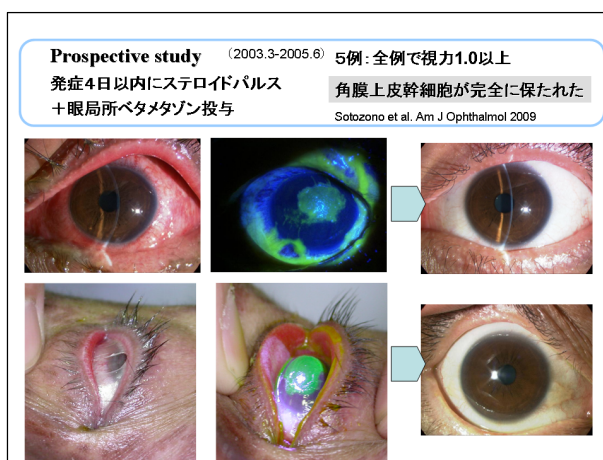 Prospective study （2003.3-2005.6）
発症４日以内にステロイドパルス
＋眼局所ベタメタゾン投与
５例：全例で視力1.0以上
角膜上皮幹細胞が完全に保たれた
Sotozono et al. Am J Ophthalmol 2009